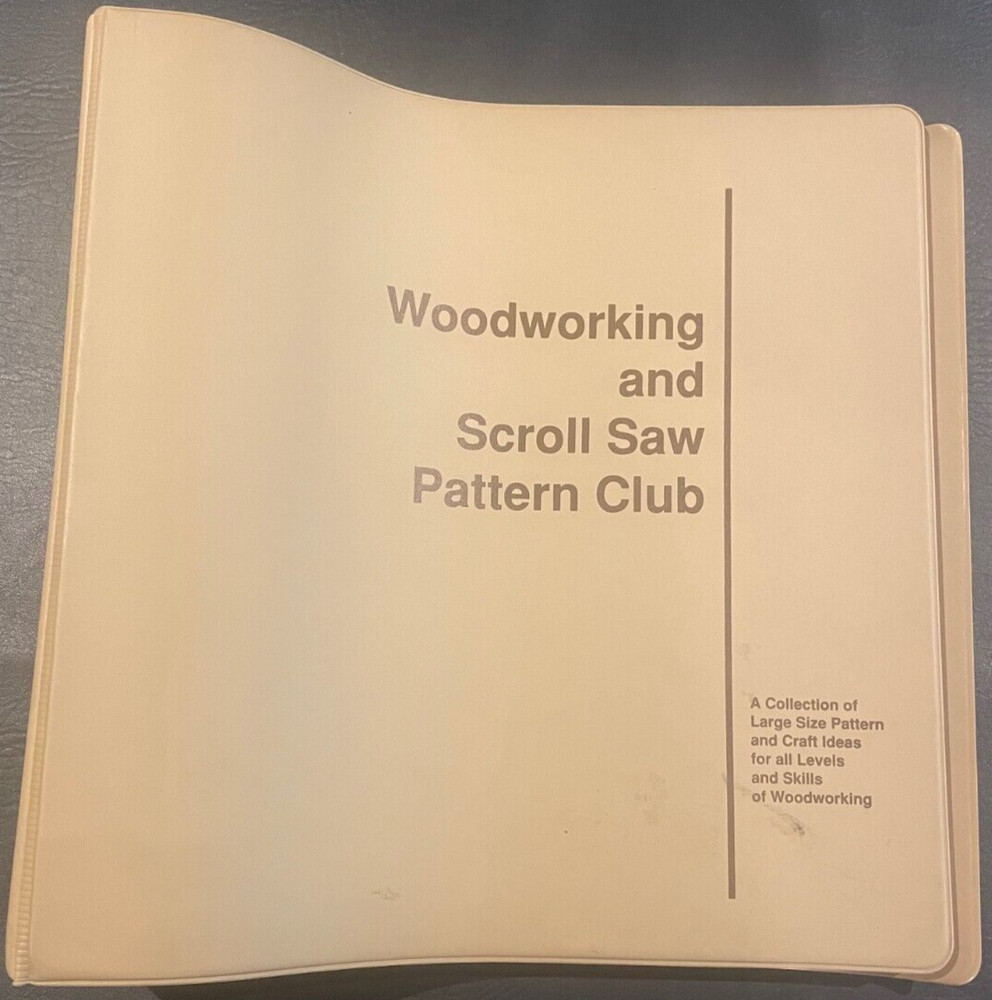 Woodworking
and
Scroll Saw
Pattern Club
A Collection of
Large Size Pattern
and Craft Ideas
for all Levels
and Skills
of Woodworking